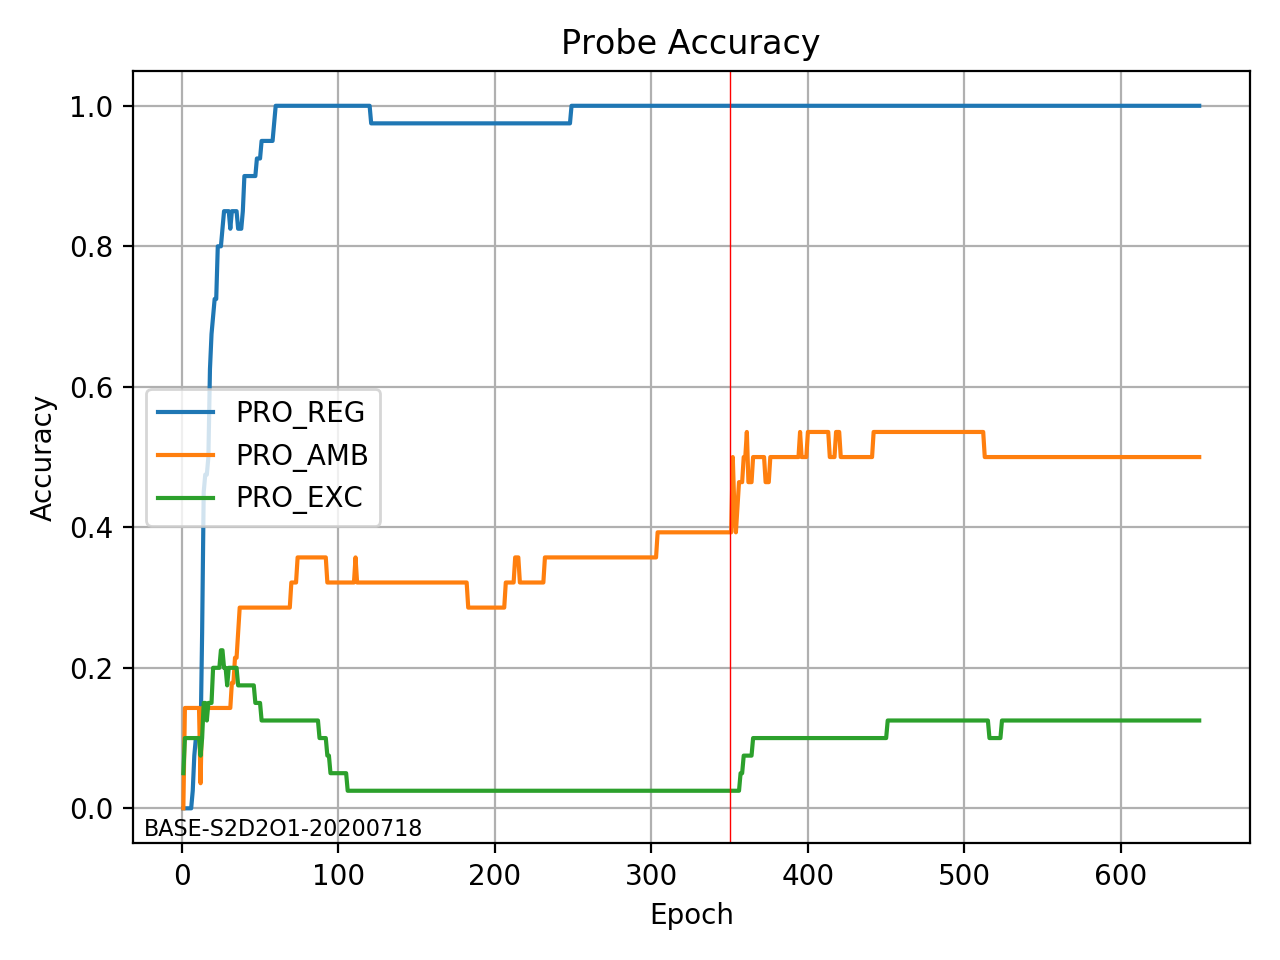 Probe Accuracy
1.0
0.8
0.6
0.4
0.2
0.0
Accuracy
PRO_REG
PRO_AMB
PRO_EXC
BASE-S2D2O1-20200718
0 100 200 300 400 500 600
Epoch